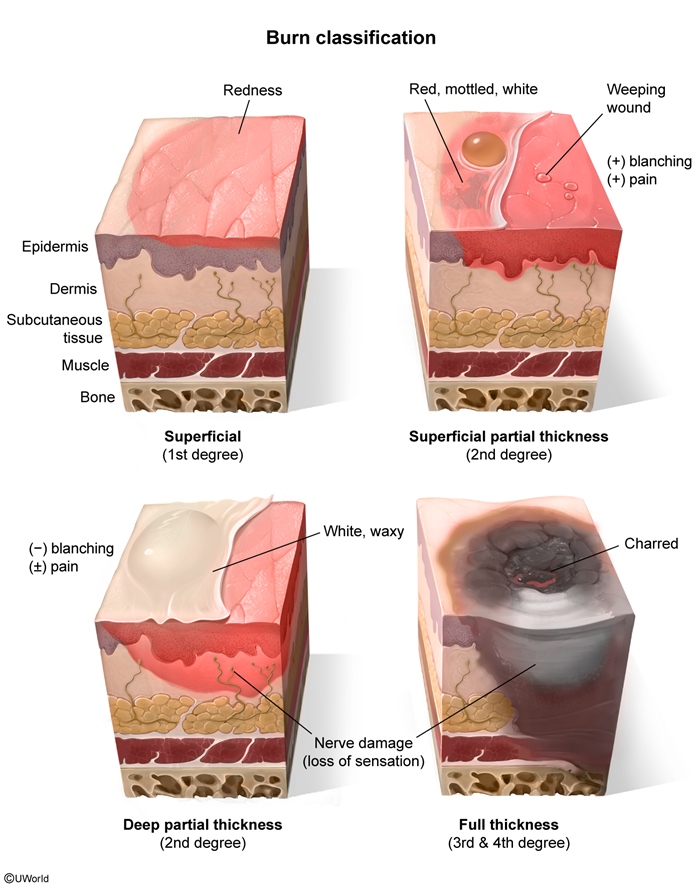 Burn classification
Redness
Red, mottled, white
Weeping
wound
(+) blanching
(+) pain
Epidermis
Dermis
Subcutaneous
tissue
Muscle
Bone
Superficial
(1st degree)
Superficial partial thickness
(2nd degree)
(−) blanching
(±) pain
White, waxy
Charred
Nerve damage
(loss of sensation)
Deep partial thickness
(2nd degree)
Full thickness
(3rd & 4th degree)
©UWorld